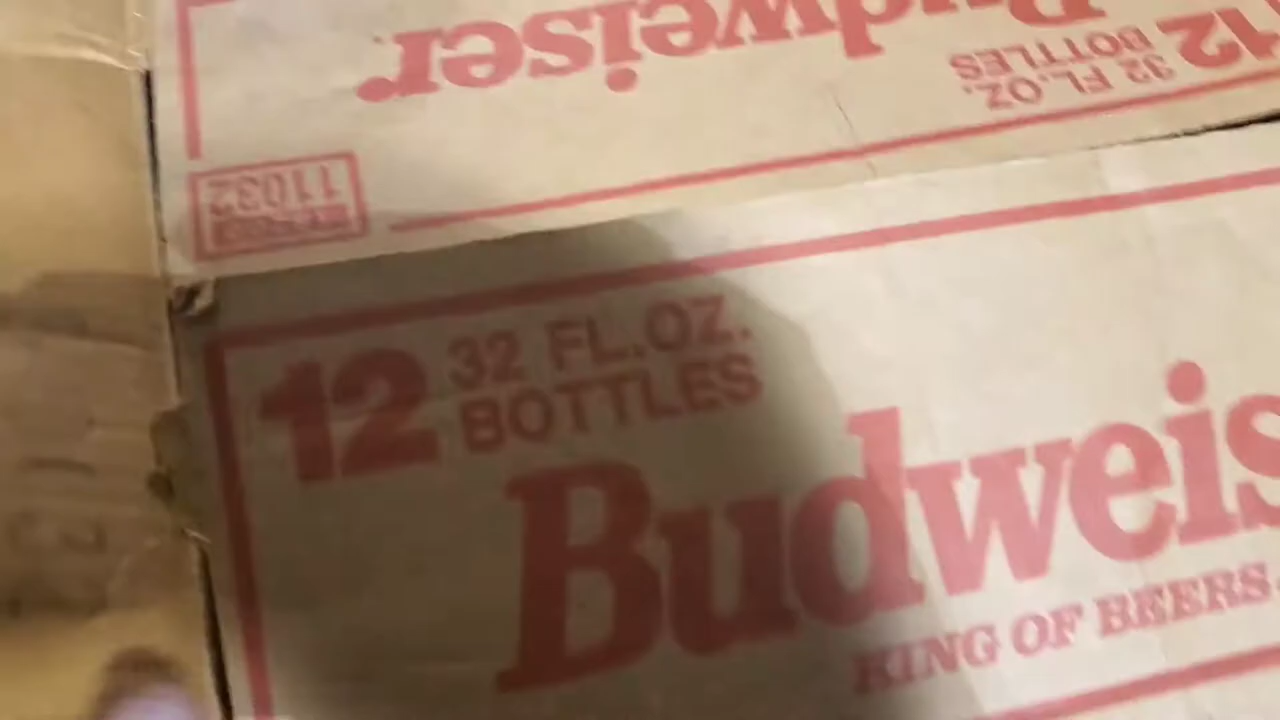 Budweiser
12 32 FL.OZ.
BOTTLES
11032
12 32 FL.OZ.
BOTTLES
Budweis
KING OF BEERS